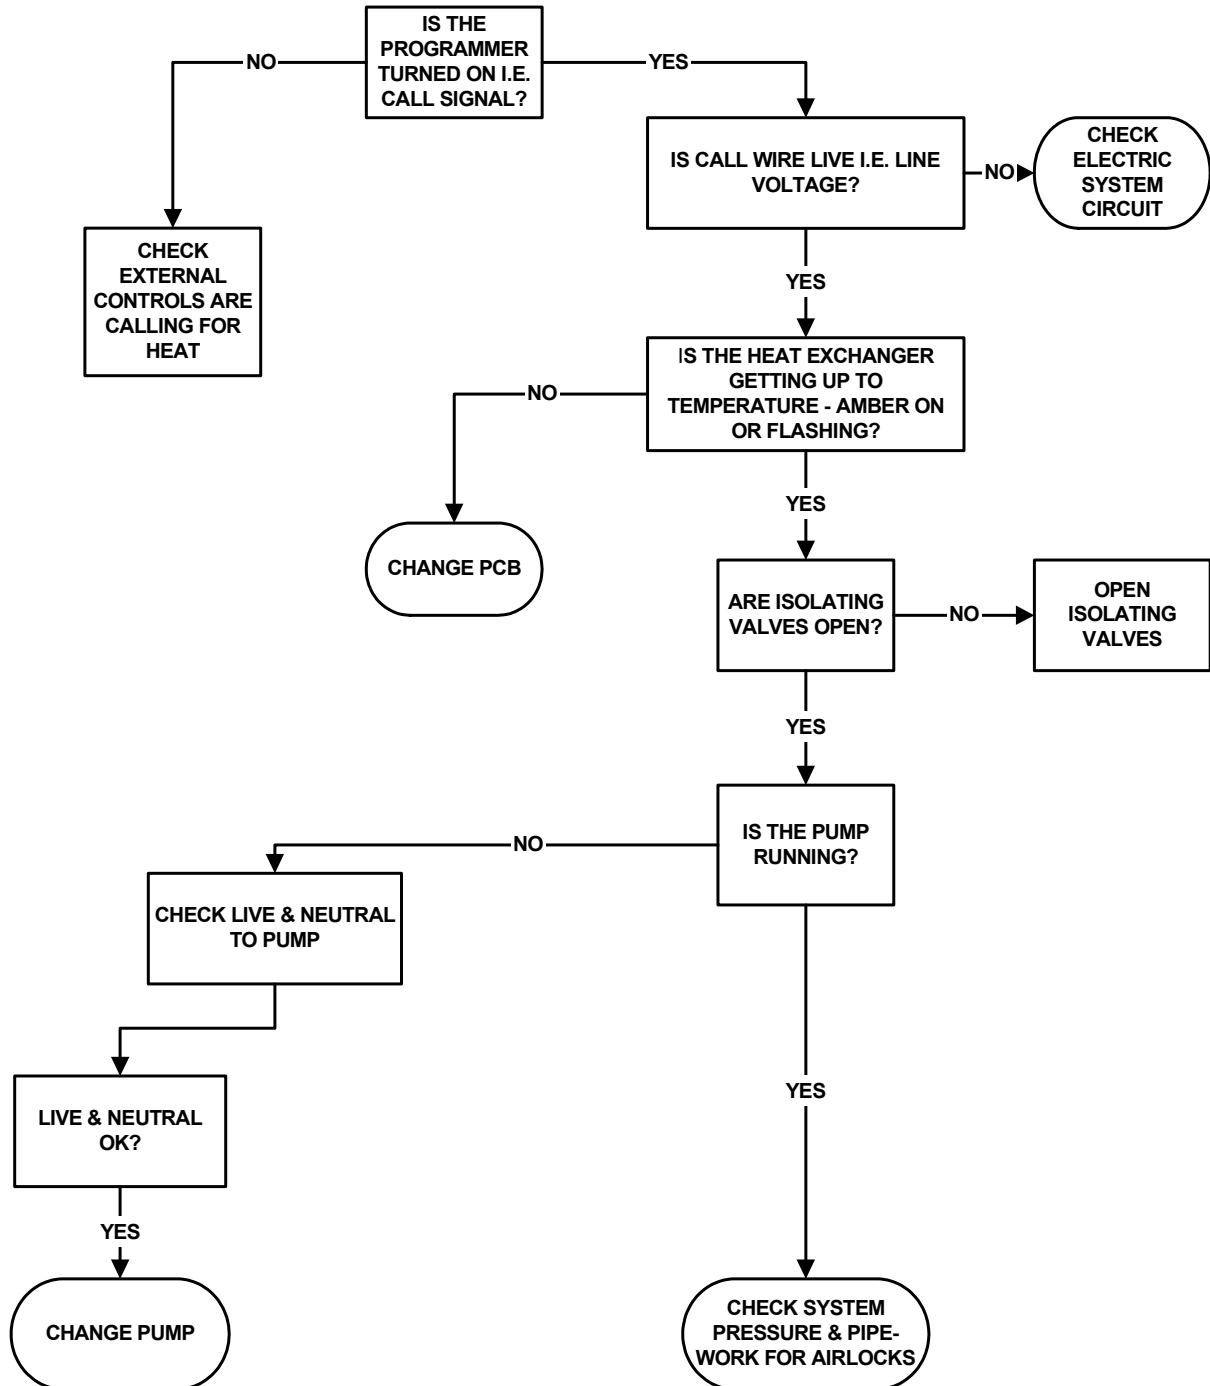 IS THE
PROGRAMMER
TURNED ON I.E.
CALL SIGNAL?
NO
YES
IS CALL WIRE LIVE I.E. LINE
VOLTAGE?
NO
CHECK
ELECTRIC
SYSTEM
CIRCUIT
CHECK
EXTERNAL
CONTROLS ARE
CALLING FOR
HEAT
YES
IS THE HEAT EXCHANGER
GETTING UP TO
TEMPERATURE - AMBER ON
OR FLASHING?
NO
YES
CHANGE PCB
ARE ISOLATING
VALVES OPEN?
NO
OPEN
ISOLATING
VALVES
YES
IS THE PUMP
RUNNING?
NO
CHECK LIVE & NEUTRAL
TO PUMP
LIVE & NEUTRAL
OK?
YES
YES
CHANGE PUMP
CHECK SYSTEM
PRESSURE & PIPE-
WORK FOR AIRLOCKS